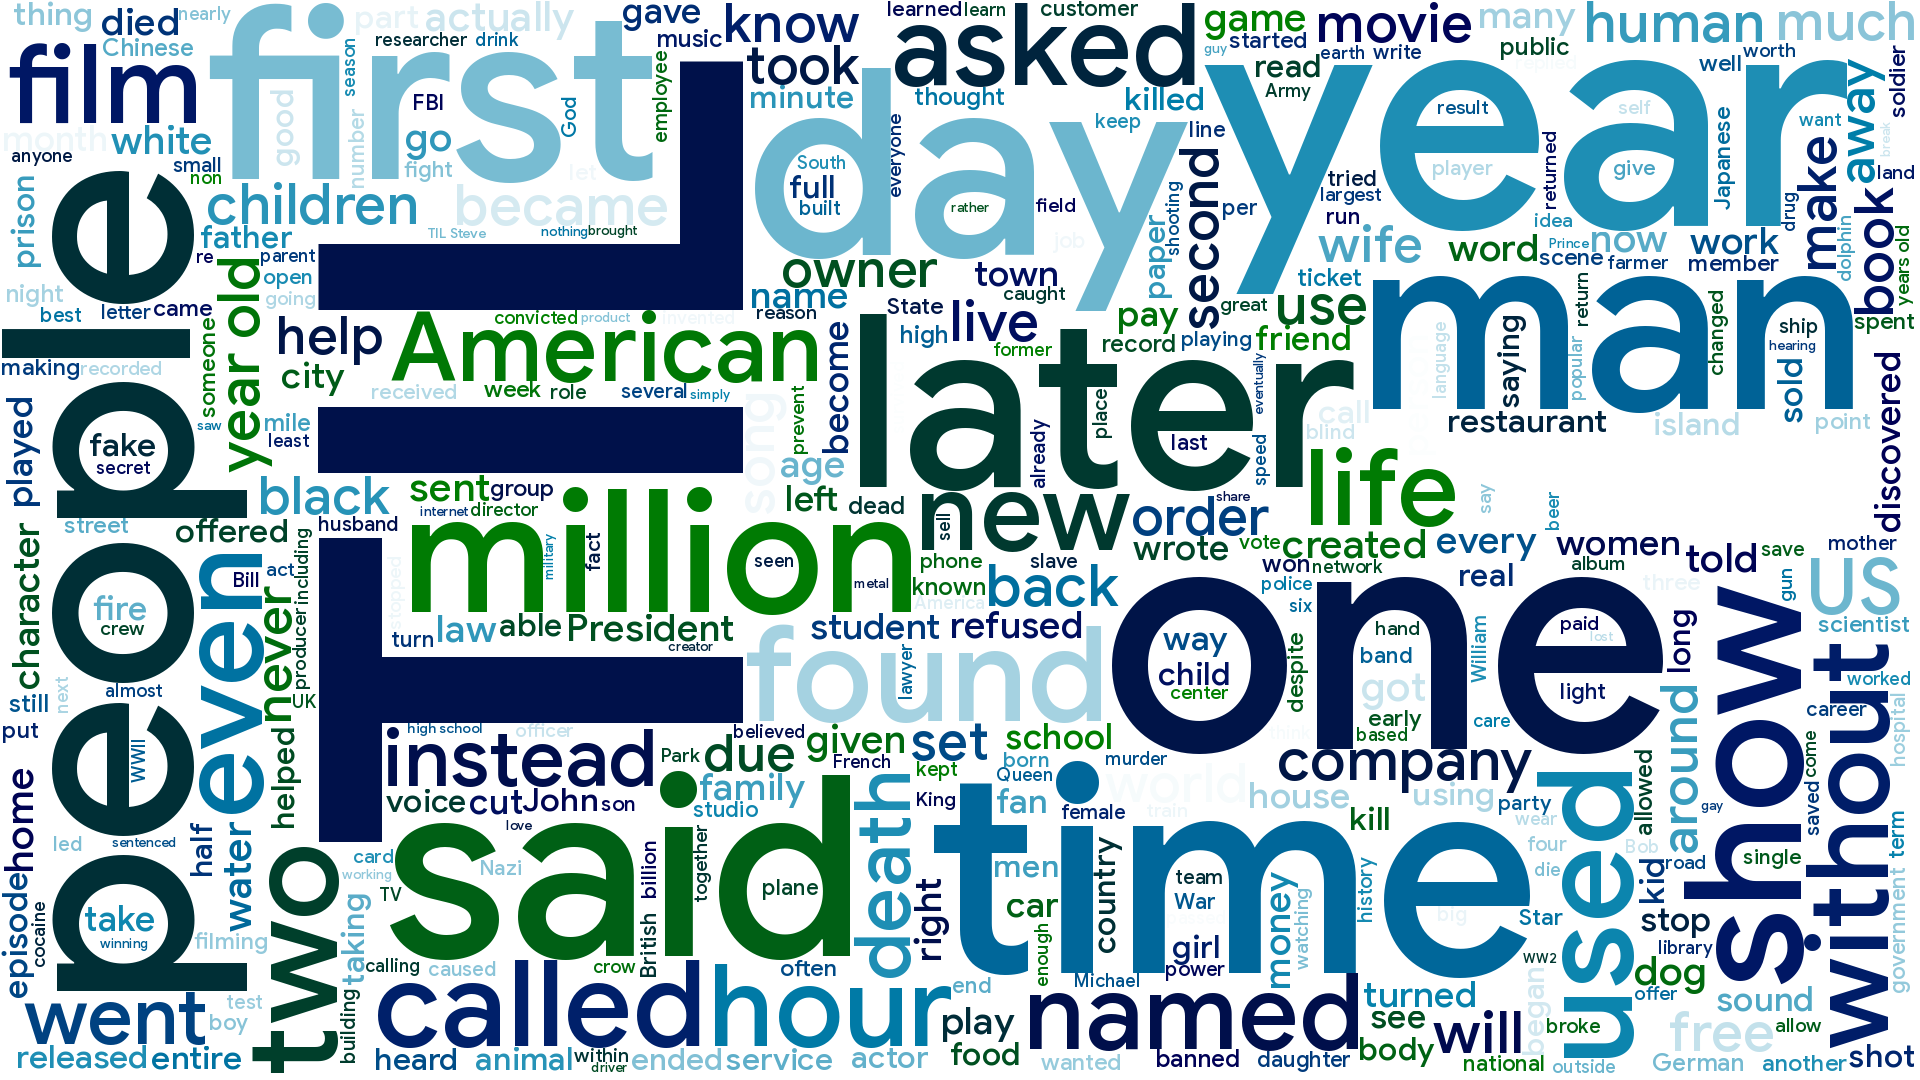 thing died Chinese film first part actually researcher drink season good number FBI God go fight let
gave music know took minute employee asked learned learn customer thought killed keep line
game guy started movie earth write many public replied human much well worth
read Army year result self player give want break away soldier land
month white anyone small non prison children became father TIL Steve nothing brought
night re parent open going best letter came people
day South full built everyone rather field job second shooting paper per
tried largest run returned idea Japanese drug make book dolphin years old
wife word Prince scene now farmer work member
TIL owner town caught name reason State high live former pay record playing great use friend ticket
man language saying popular return changed ship hearing sold spent discovered
making recorded someone year old saw help city convicted product invented American received week role several simply
mile least played song prevent become age left dead
later already place last speed eventually call blind restaurant island point
life say beer
black sent group internet director husband offered street character
million military fact seen metal stopped
new sell share order wrote vote created every women told save mother
phone slave known America back won network real album three gun US scientist
even Bill act including producer never fire crew fake secret
turn law able President creator student refused police six
found lawyer one way child center despite hand band William paid lost light got early based care
long show without worked career hospital
still next almost put UK helped high school officer
instead voice cut John son love Park due believed given French set school born Queen murder
family studio kept King fan female world train think company house using party
WWII home episode led sentenced half water two
said card working TV Nazi billion British together plane death
time men car country team War girl power money watching history kill wear four die big Star
used allowed Bob kid road around gay single saved come government term
take winning cocaine filming taking building calling caused crow often right enough
stop library WW2 dog offer
went test boy released entire called hour heard animal within driver ended service actor
end play food Michael named wanted banned daughter turned see body will national
began broke outside free sound allow German another shot